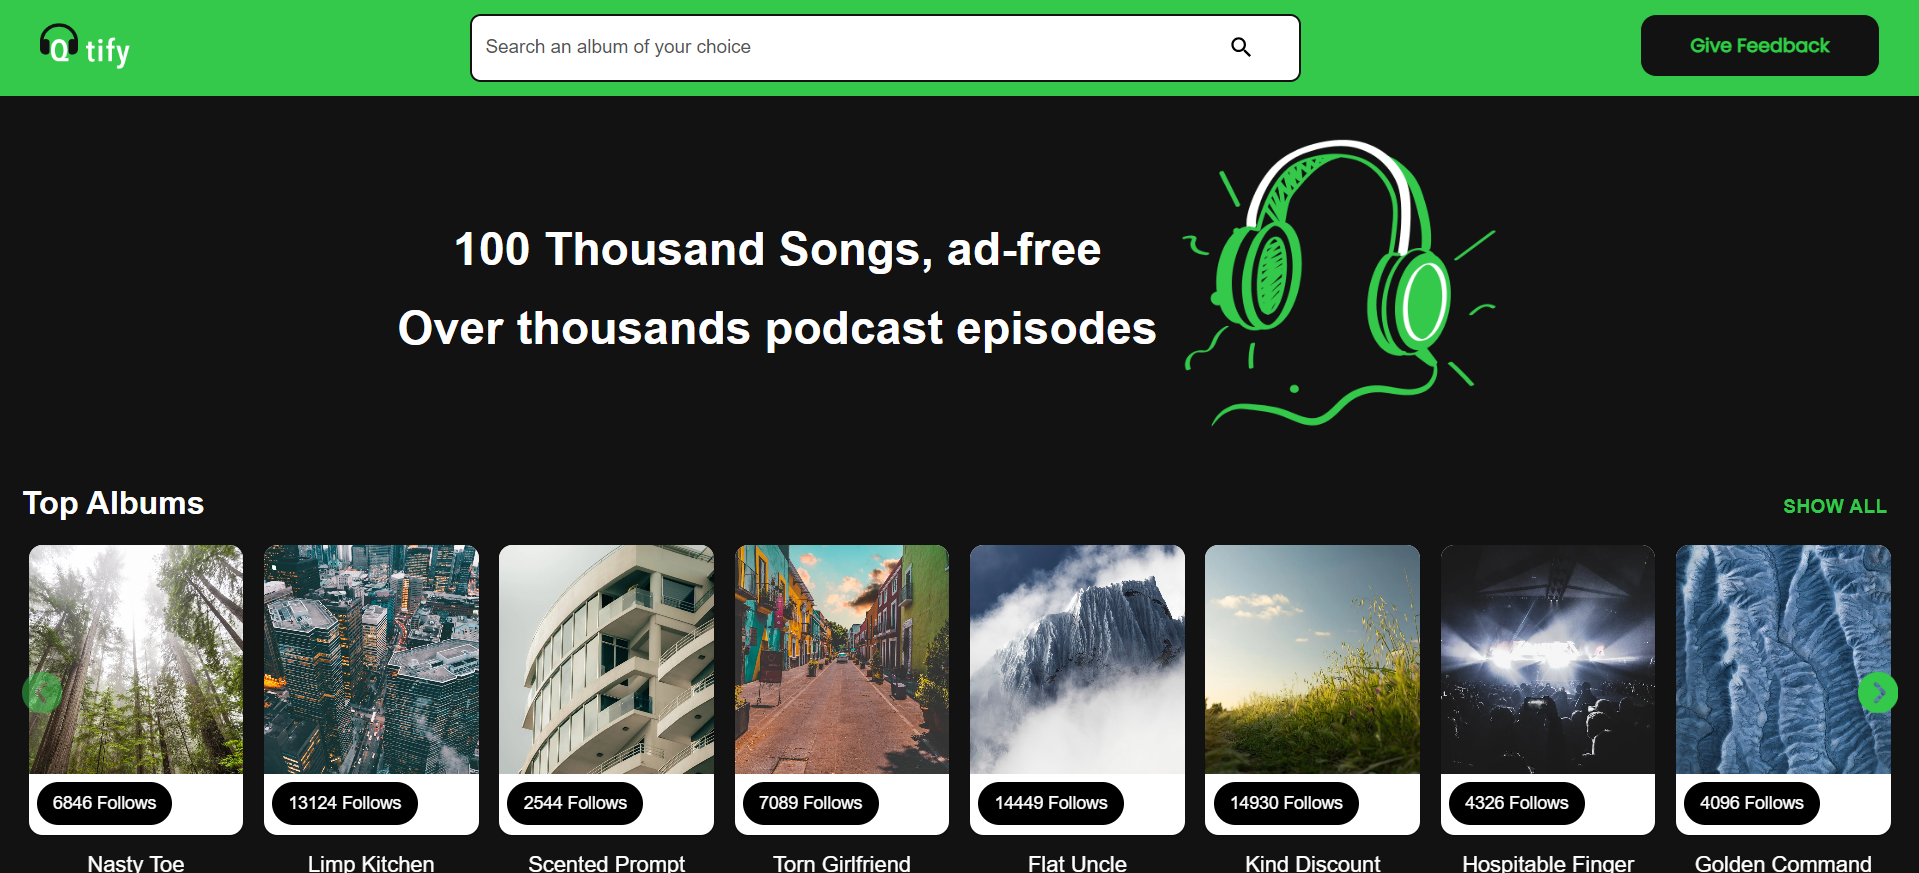 Qtify
Search an album of your choice
Give Feedback
100 Thousand Songs, ad-free
Over thousands podcast episodes
Top Albums
SHOW ALL
6846 Follows
13124 Follows
2544 Follows
7089 Follows
14449 Follows
14930 Follows
4326 Follows
4096 Follows
Nasty Toe
Limp Kitchen
Scented Prompt
Torn Girlfriend
Flat Uncle
Kind Discount
Hospitable Finger
Golden Command